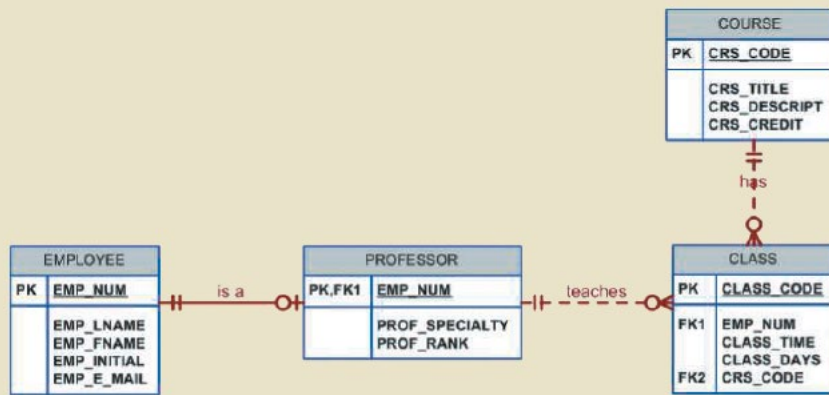 COURSE
PK CRS_CODE
CRS_TITLE
CRS_DESCRIPT
CRS_CREDIT
has
EMPLOYEE
PK EMP_NUM
EMP_LNAME
EMP_FNAME
EMP_INITIAL
EMP_E_MAIL
is a
PROFESSOR
PK,FK1 EMP_NUM
PROF_SPECIALTY
PROF_RANK
teaches
CLASS
PK CLASS_CODE
FK1 EMP_NUM
CLASS_TIME
CLASS_DAYS
FK2 CRS_CODE